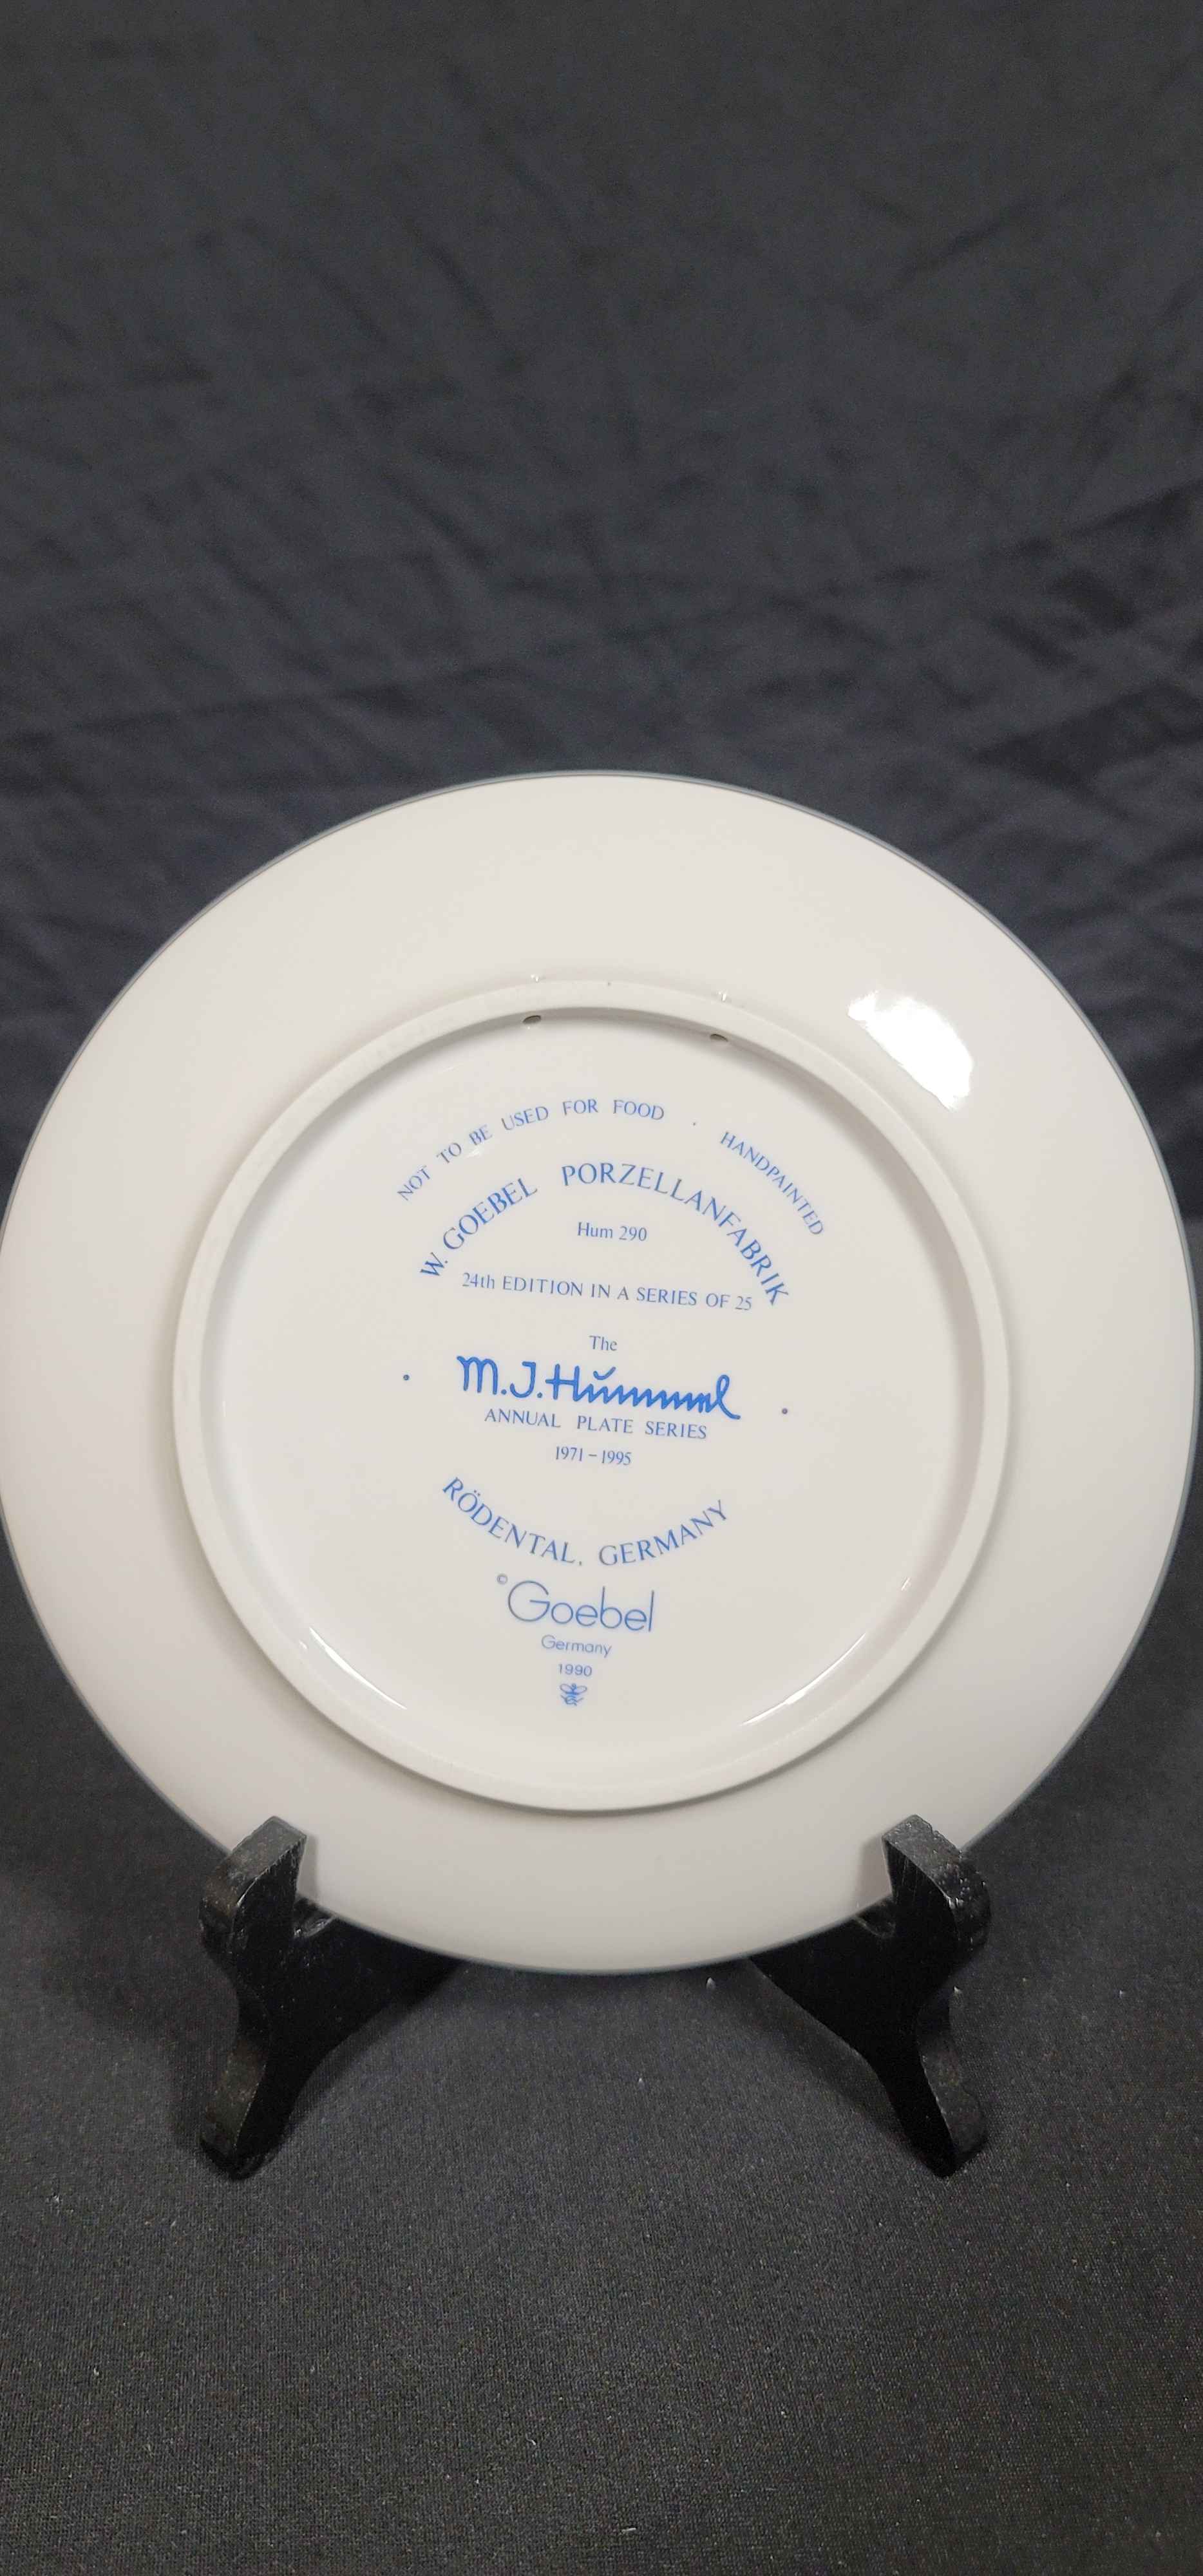 NOT TO BE USED FOR FOOD · HANDPAINTED
W. GOEBEL PORZELLANFABRIK
Hum 290
24th EDITION IN A SERIES OF 25
The
M.J.Hŭmmel
ANNUAL PLATE SERIES
1971 – 1995
RÖDENTAL, GERMANY
©Goebel
Germany
1990